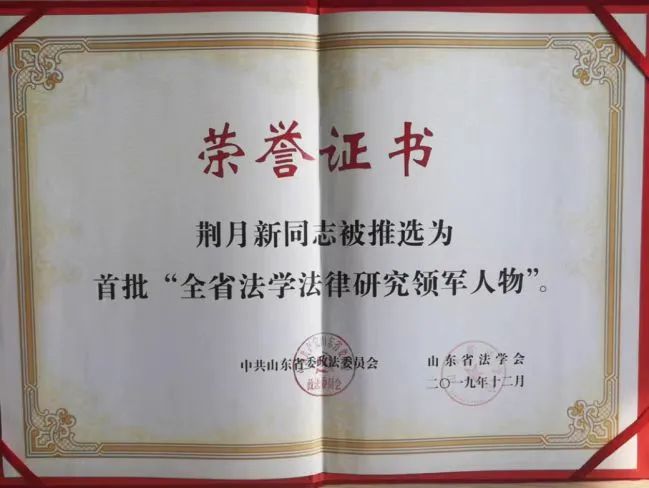 荣誉证书
荆月新同志被推选为
首批“全省法学法律研究领军人物”。
中共山东省委政法委员会 山东省法学会
二〇一九年十二月